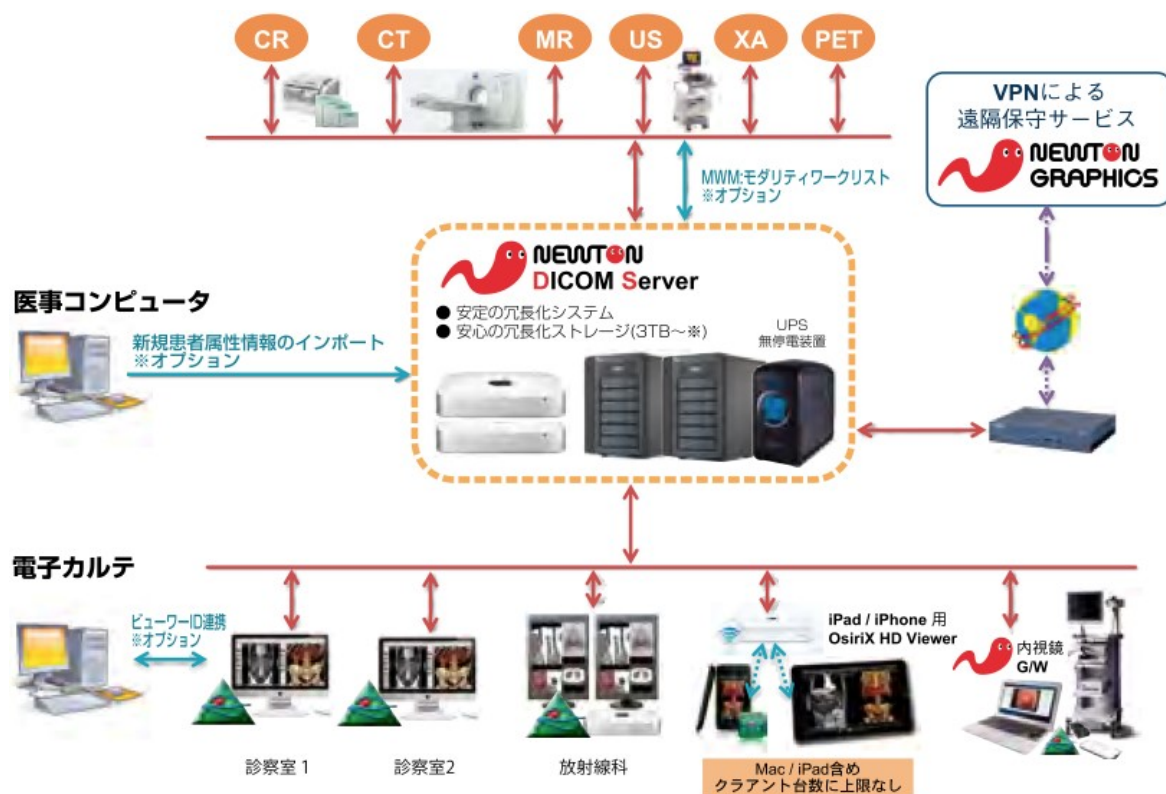 CR
CT
MR
US
XA
PET
VPNによる
遠隔保守サービス
NEWTON
GRAPHICS
MWM:モダリティワークリスト
※オプション
NEWTON
DICOM Server
● 安定の冗長化システム
● 安心の冗長化ストレージ(3TB～※)
UPS
無停電装置
医事コンピュータ
新規患者属性情報のインポート
※オプション
電子カルテ
ビューワーID連携
※オプション
iPad / iPhone 用
OsiriX HD Viewer
内視鏡
G/W
診察室 1
診察室2
放射線科
Mac / iPad含め
クラアント台数に上限なし